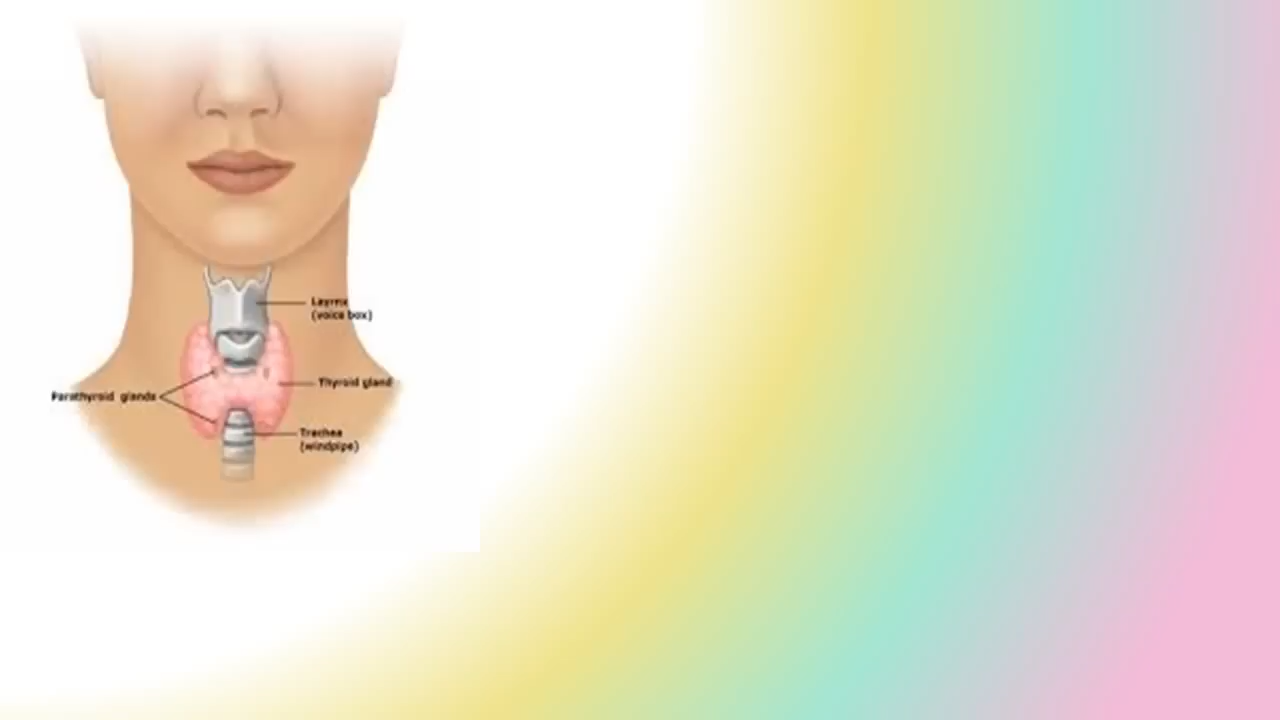 Larynx
(voice box)
Thyroid gland
Parathyroid glands
Trachea
(windpipe)